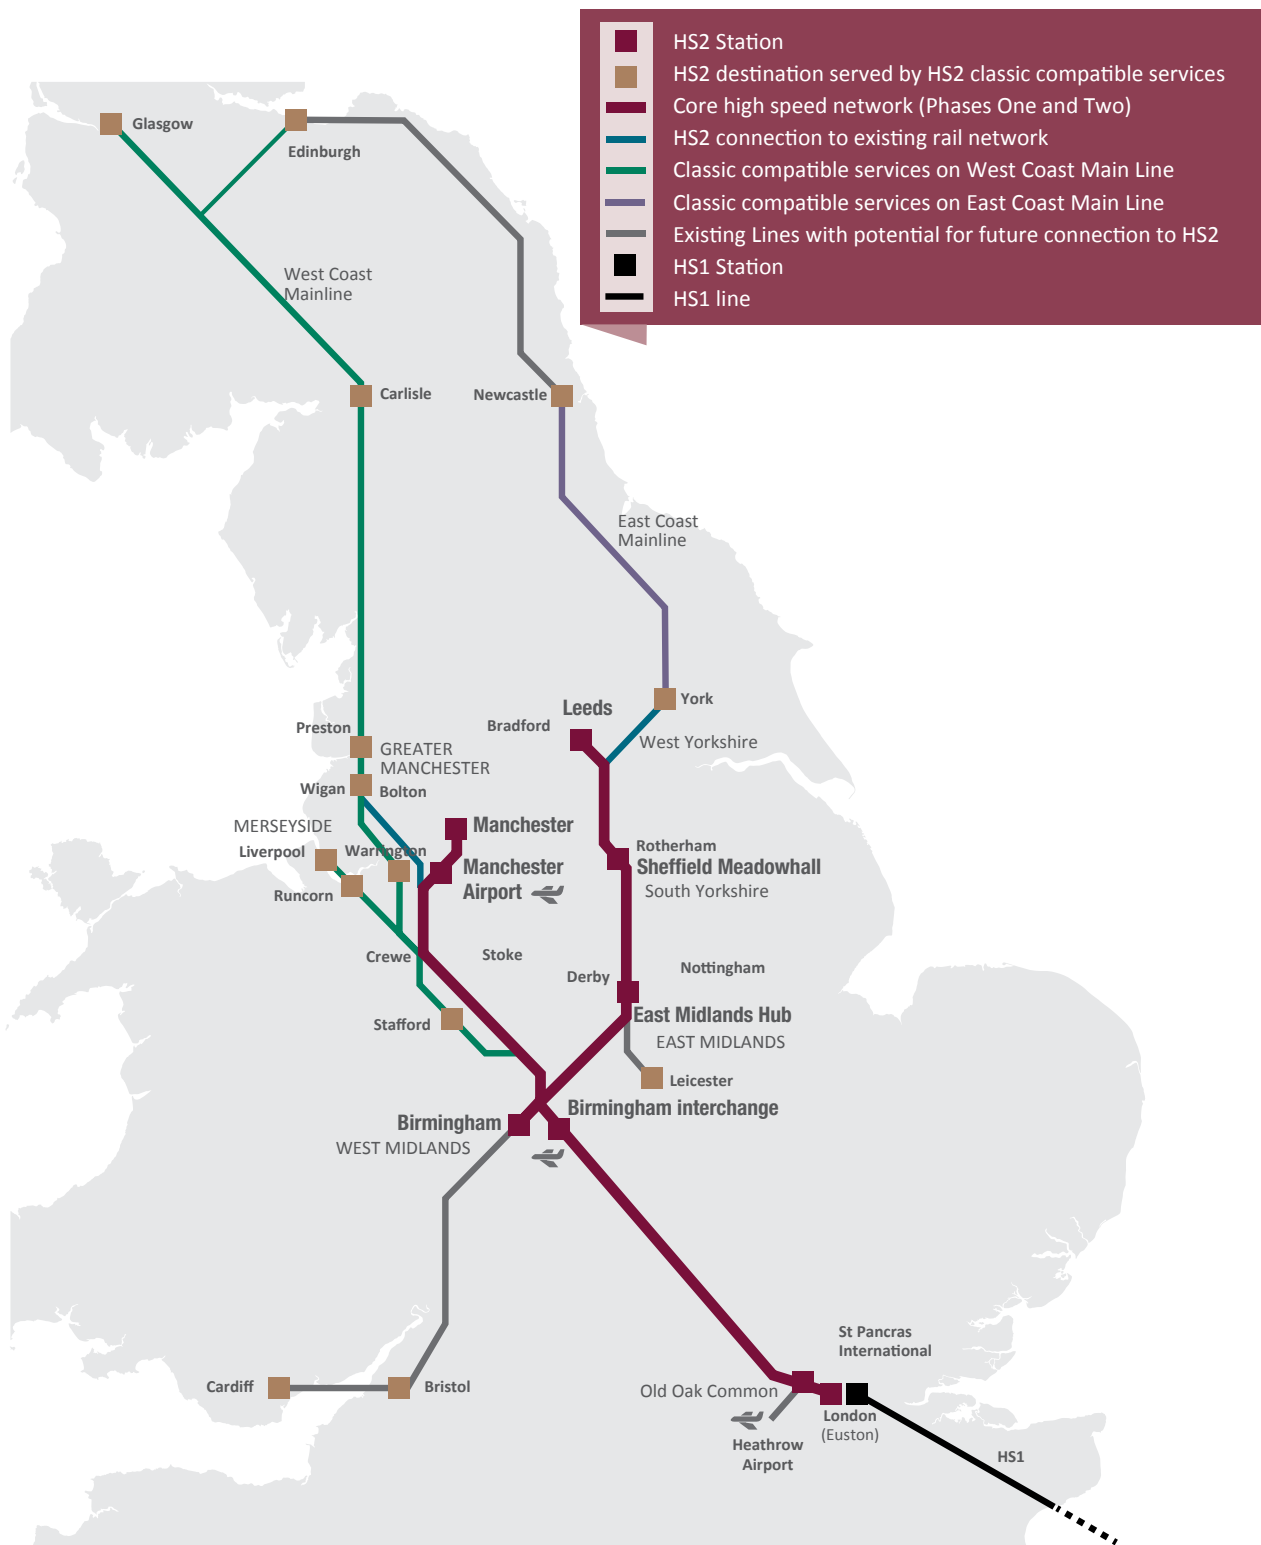 HS2 Station
HS2 destination served by HS2 classic compatible services
Core high speed network (Phases One and Two)
HS2 connection to existing rail network
Classic compatible services on West Coast Main Line
Classic compatible services on East Coast Main Line
Existing Lines with potential for future connection to HS2
HS1 Station
HS1 line
Glasgow
Edinburgh
West Coast
Mainline
Carlisle
Newcastle
East Coast
Mainline
York
Leeds
Bradford
West Yorkshire
Preston
GREATER
MANCHESTER
Wigan
Bolton
MERSEYSIDE
Liverpool
Warrington
Manchester
Manchester
Airport
Runcorn
Rotherham
Sheffield Meadowhall
South Yorkshire
Crewe
Stoke
Derby
Nottingham
Stafford
East Midlands Hub
EAST MIDLANDS
Leicester
Birmingham
Birmingham interchange
WEST MIDLANDS
St Pancras
International
Cardiff
Bristol
Old Oak Common
London
(Euston)
Heathrow
Airport
HS1